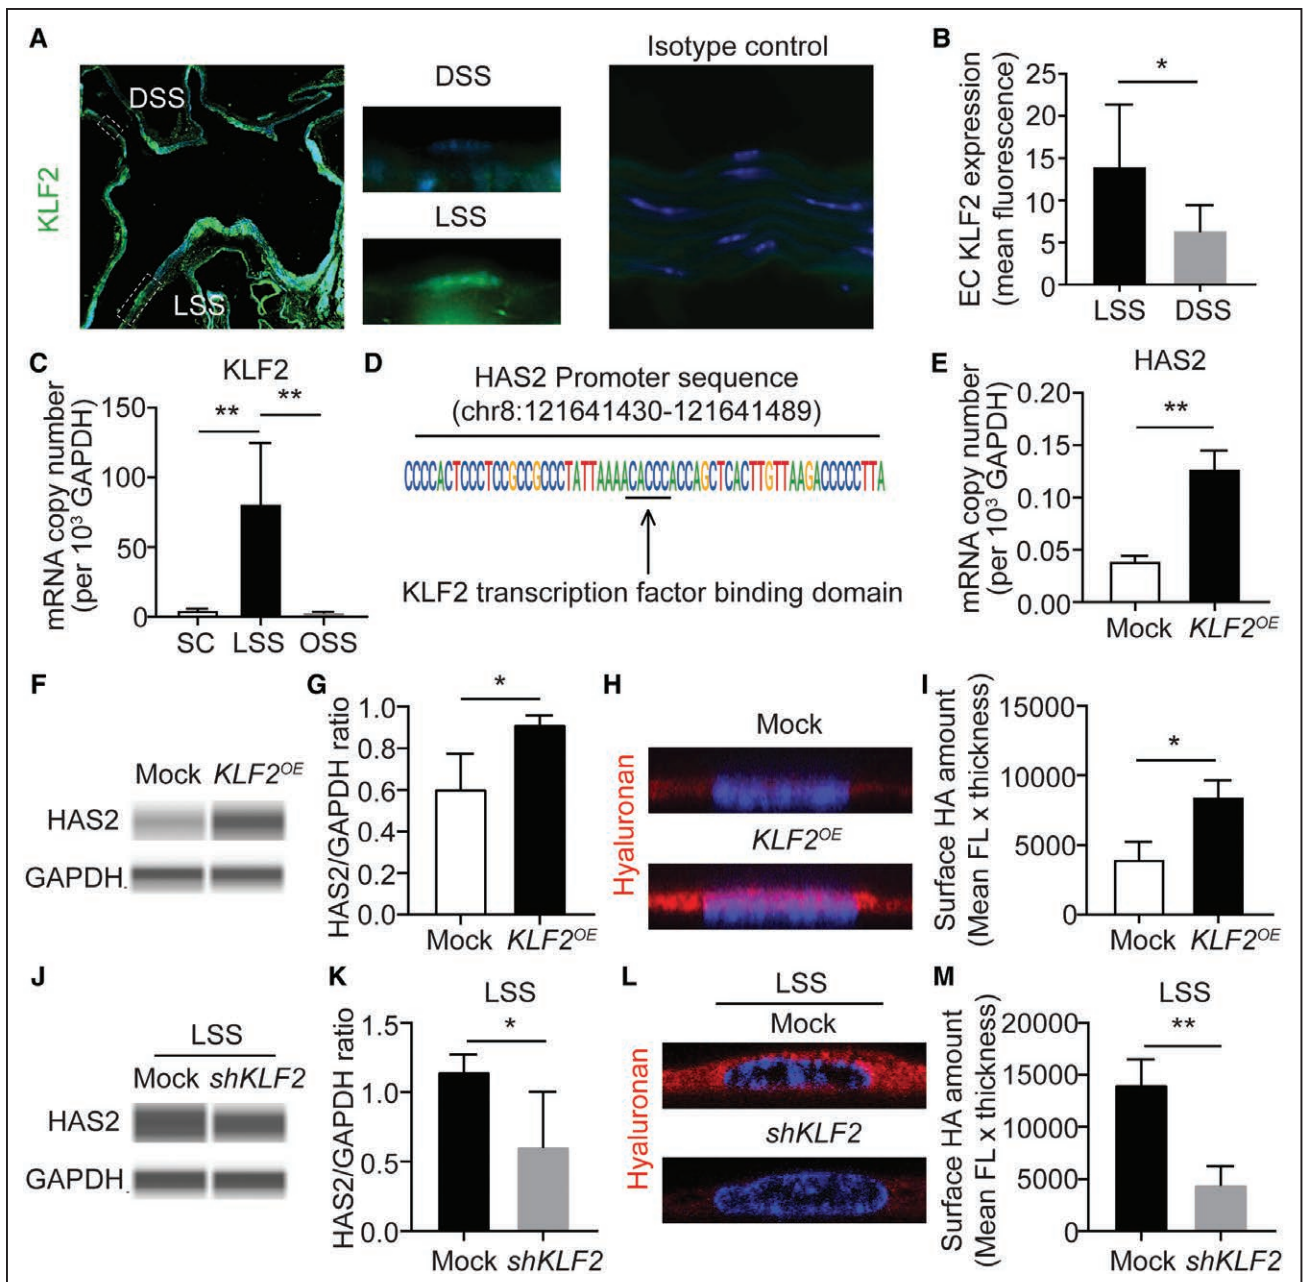 A
DSS
LSS
KLF2
DSS
LSS
Isotype control
B
EC KLF2 expression
(mean fluorescence)
25
20
15
10
5
0
*
LSS DSS
C
KLF2
mRNA copy number
(per 10³ GAPDH)
150
100
50
0
** **
SC LSS OSS
D
HAS2 Promoter sequence
(chr8:121641430-121641489)
CCCCACTCCCTCCGCCGCCCTATTAAAACACCCACCAGCTCACTTGTTAAGACCCCCTTA
KLF2 transcription factor binding domain
E
HAS2
mRNA copy number
(per 10³ GAPDH)
0.20
0.15
0.10
0.05
0.00
**
Mock KLF2ᴼᴱ
F
Mock KLF2ᴼᴱ
HAS2
GAPDH
G
HAS2/GAPDH ratio
1.0
0.8
0.6
0.4
0.2
0.0
*
Mock KLF2ᴼᴱ
H
Hyaluronan
Mock
KLF2ᴼᴱ
I
Surface HA amount
(Mean FL x thickness)
15000
10000
5000
0
*
Mock KLF2ᴼᴱ
J
LSS
Mock shKLF2
HAS2
GAPDH
K
LSS
HAS2/GAPDH ratio
1.5
1.0
0.5
0.0
*
Mock shKLF2
L
LSS
Hyaluronan
Mock
shKLF2
M
LSS
Surface HA amount
(Mean FL x thickness)
20000
15000
10000
5000
0
**
Mock shKLF2